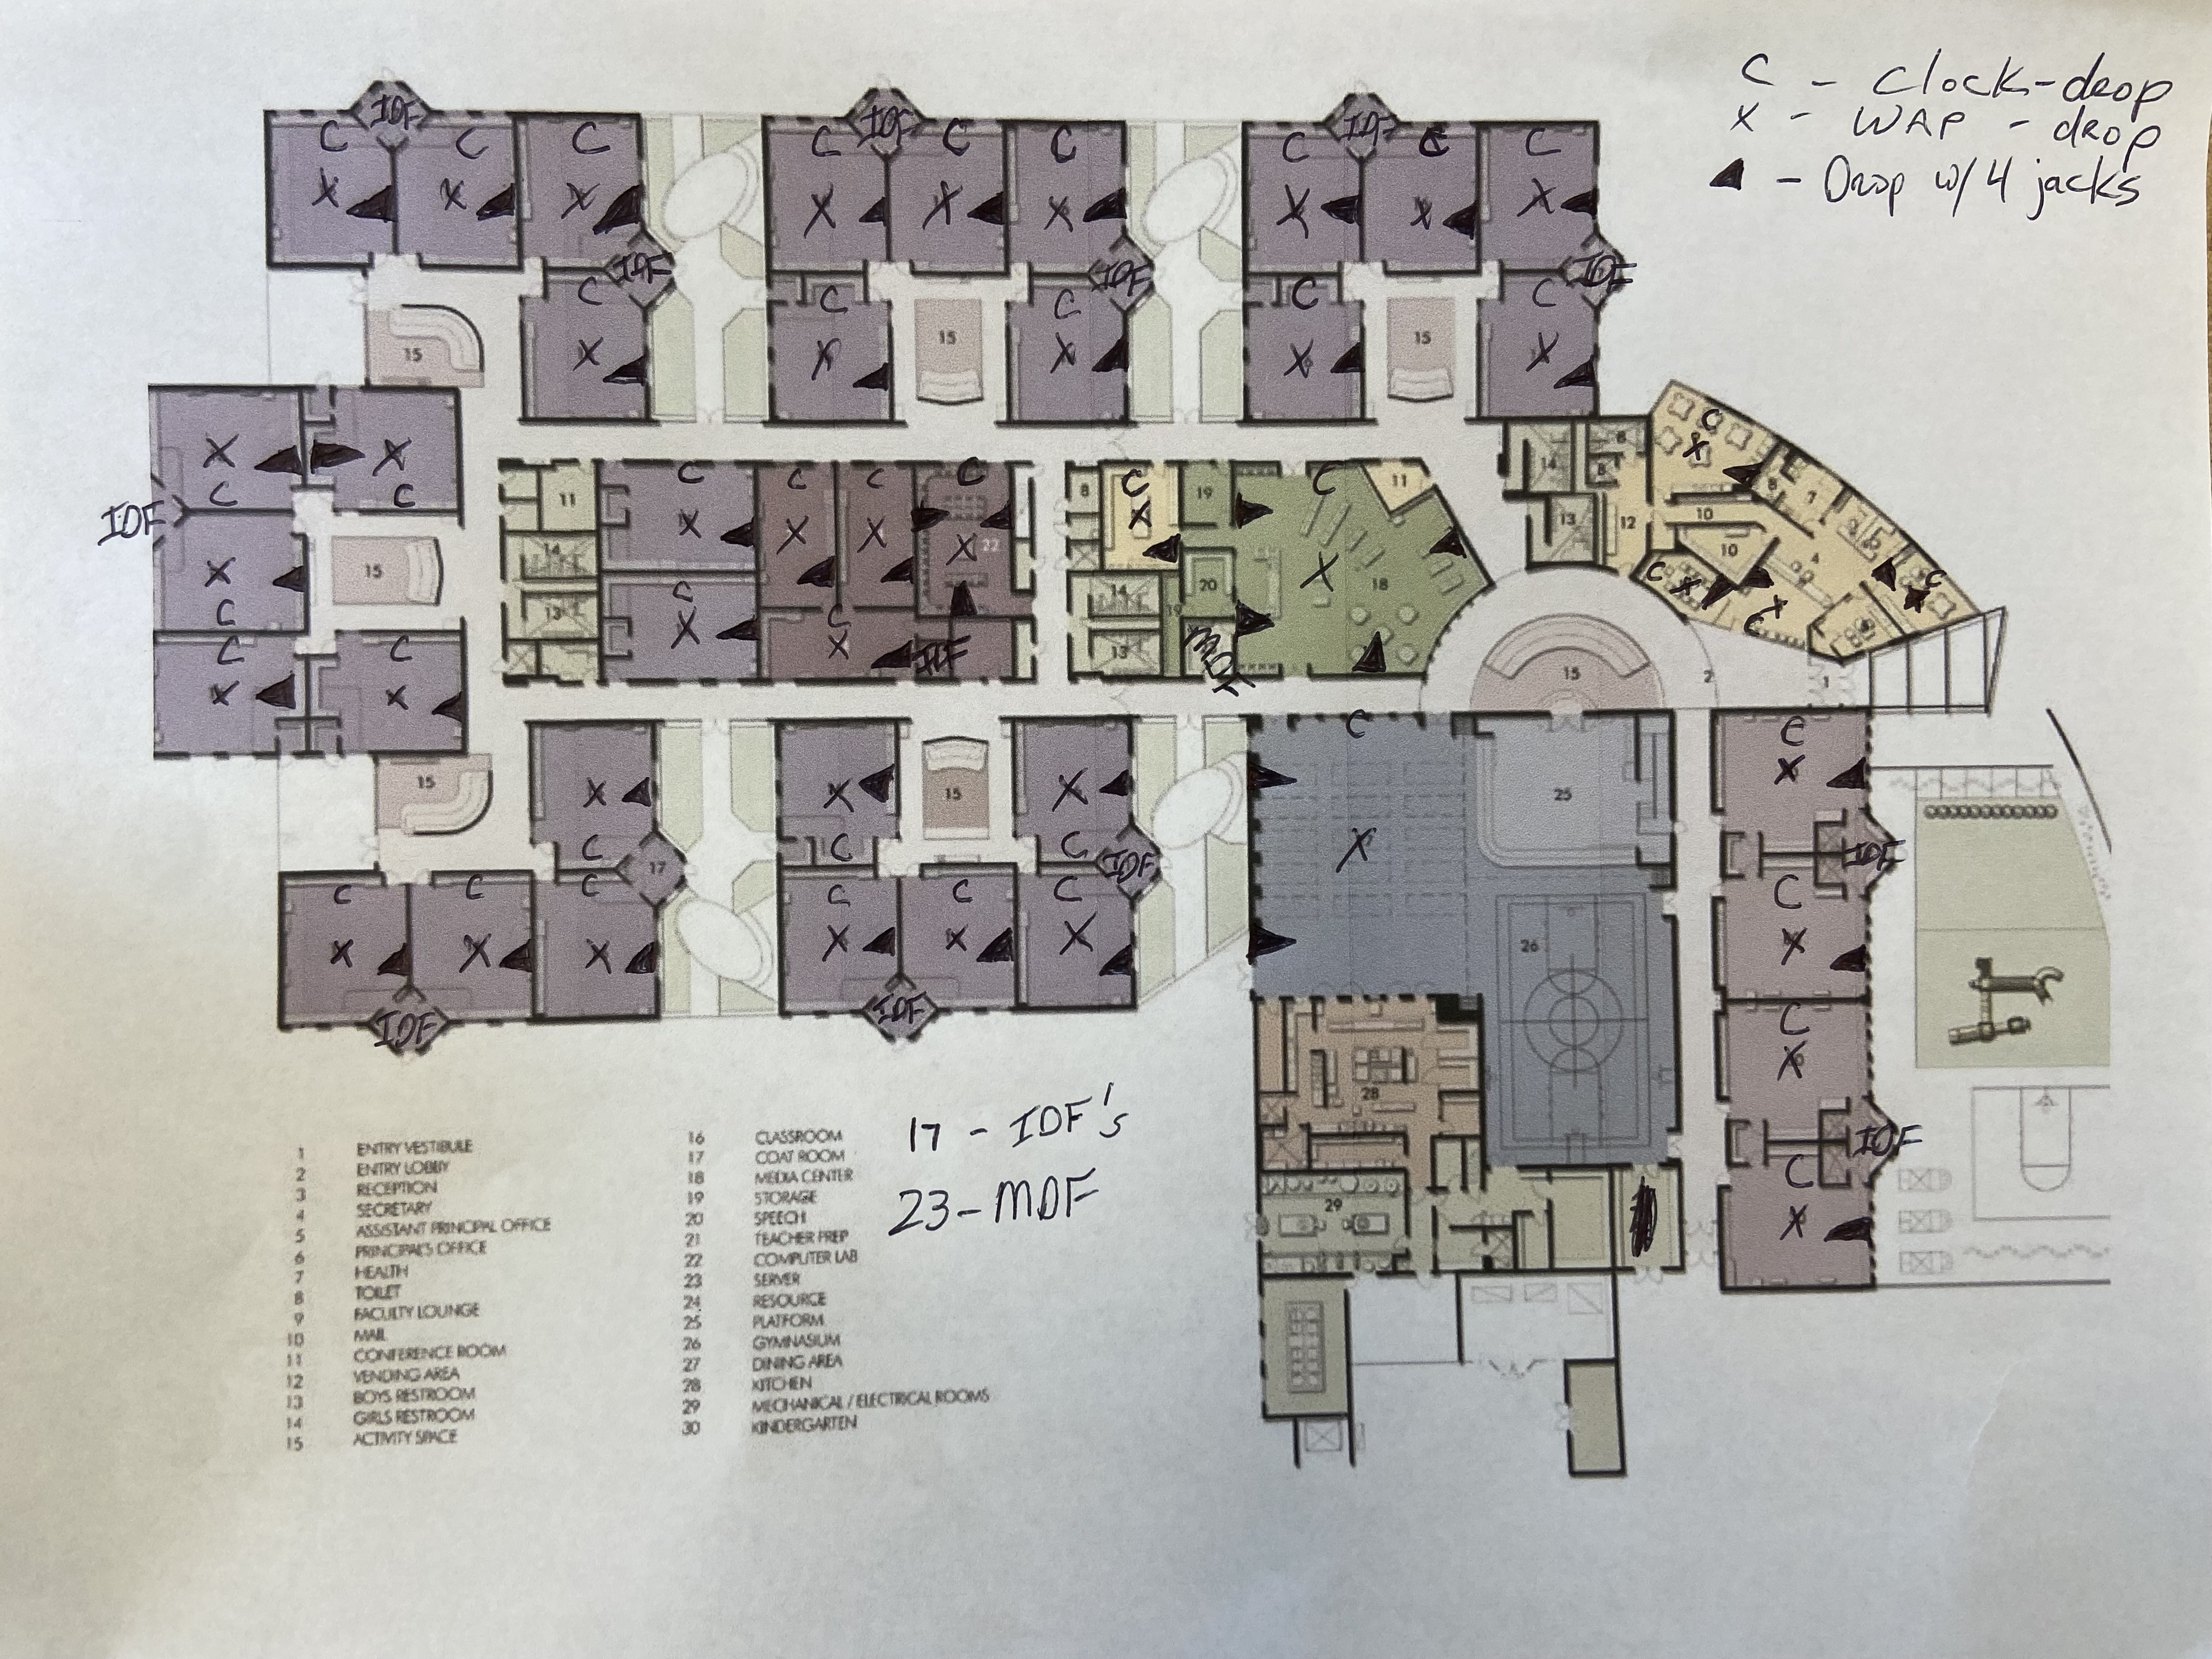 C - Clock-drop
X - WAP - drop
▲ - Drop w/ 4 jacks
IDF
IDF
IDF
C C C
C C C
C C C
X X X
X X X
X X X
IDF
IDF
IDF
C
C C
C C
X
X X
X X
15
15
15
C
X
14
8
8
7
8
13
12
10
10
4
C X
C
X
C
X X
C C
IDF
X
C
C C
X X
15
11
14
13
C C C C
X X X X 22
C C
X X
IDF
8
C
X
19
C
11
X
18
20
14
19
13
MDF
15
2
1
15
X
C
X
C
15
X
C
IDF
17
C C C
X X X
IDF
C C C
X X X
IDF
C
X
25
26
28
29
C
X
IDF
C
X
C
X
IDF
C
X
17 - IDF's
23 - MDF
1 ENTRY VESTIBULE
2 ENTRY LOBBY
3 RECEPTION
4 SECRETARY
5 ASSISTANT PRINCIPAL OFFICE
6 PRINCIPAL'S OFFICE
7 HEALTH
8 TOILET
9 FACULTY LOUNGE
10 MAIL
11 CONFERENCE ROOM
12 VENDING AREA
13 BOYS RESTROOM
14 GIRLS RESTROOM
15 ACTIVITY SPACE
16 CLASSROOM
17 COAT ROOM
18 MEDIA CENTER
19 STORAGE
20 SPEECH
21 TEACHER PREP
22 COMPUTER LAB
23 SERVER
24 RESOURCE
25 PLATFORM
26 GYMNASIUM
27 DINING AREA
28 KITCHEN
29 MECHANICAL / ELECTRICAL ROOMS
30 KINDERGARTEN